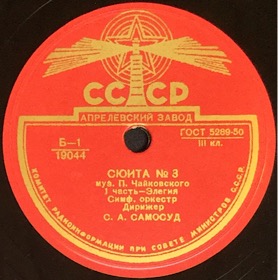 СССР
АПРЕЛЕВСКИЙ ЗАВОД
Б—1
19044
ГОСТ 5289-50
III кл.
СЮИТА № 3
муз. П. Чайковского
1 часть—Элегия
Симф. оркестр
Дирижер
С. А. САМОСУД
КОМИТЕТ РАДИОИНФОРМАЦИИ ПРИ СОВЕТЕ МИНИСТРОВ С.С.С.Р.